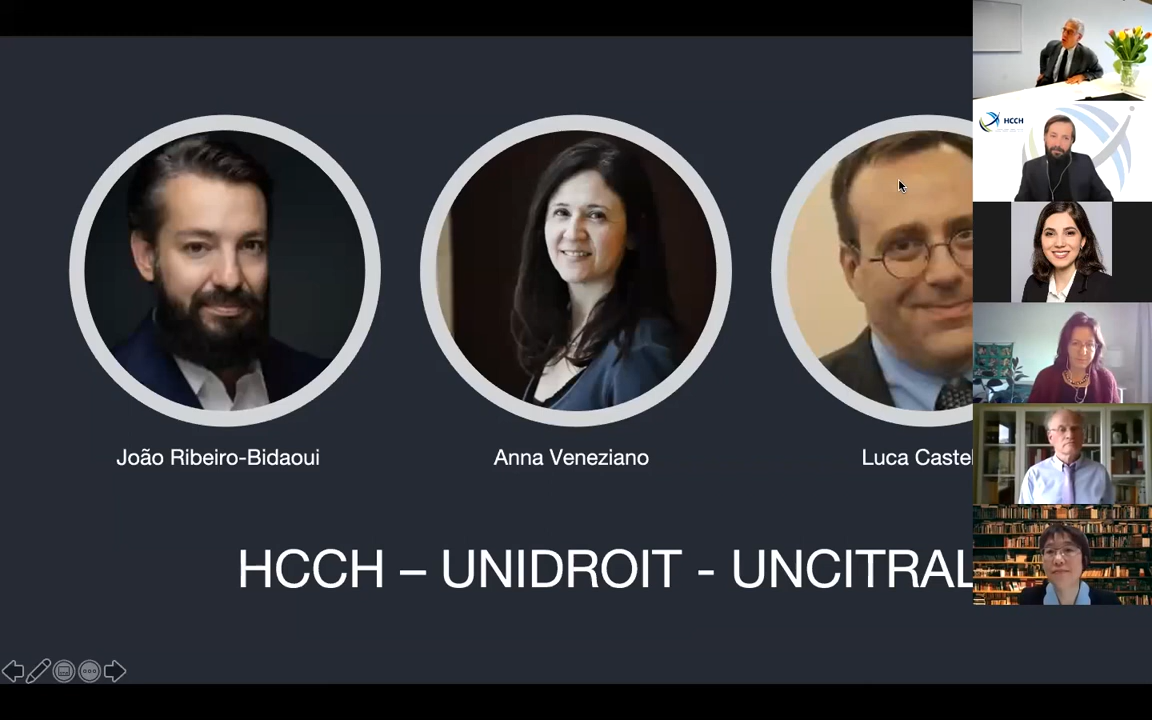 HCCH
João Ribeiro-Bidaoui
Anna Veneziano
Luca Castel
HCCH – UNIDROIT - UNCITRAL